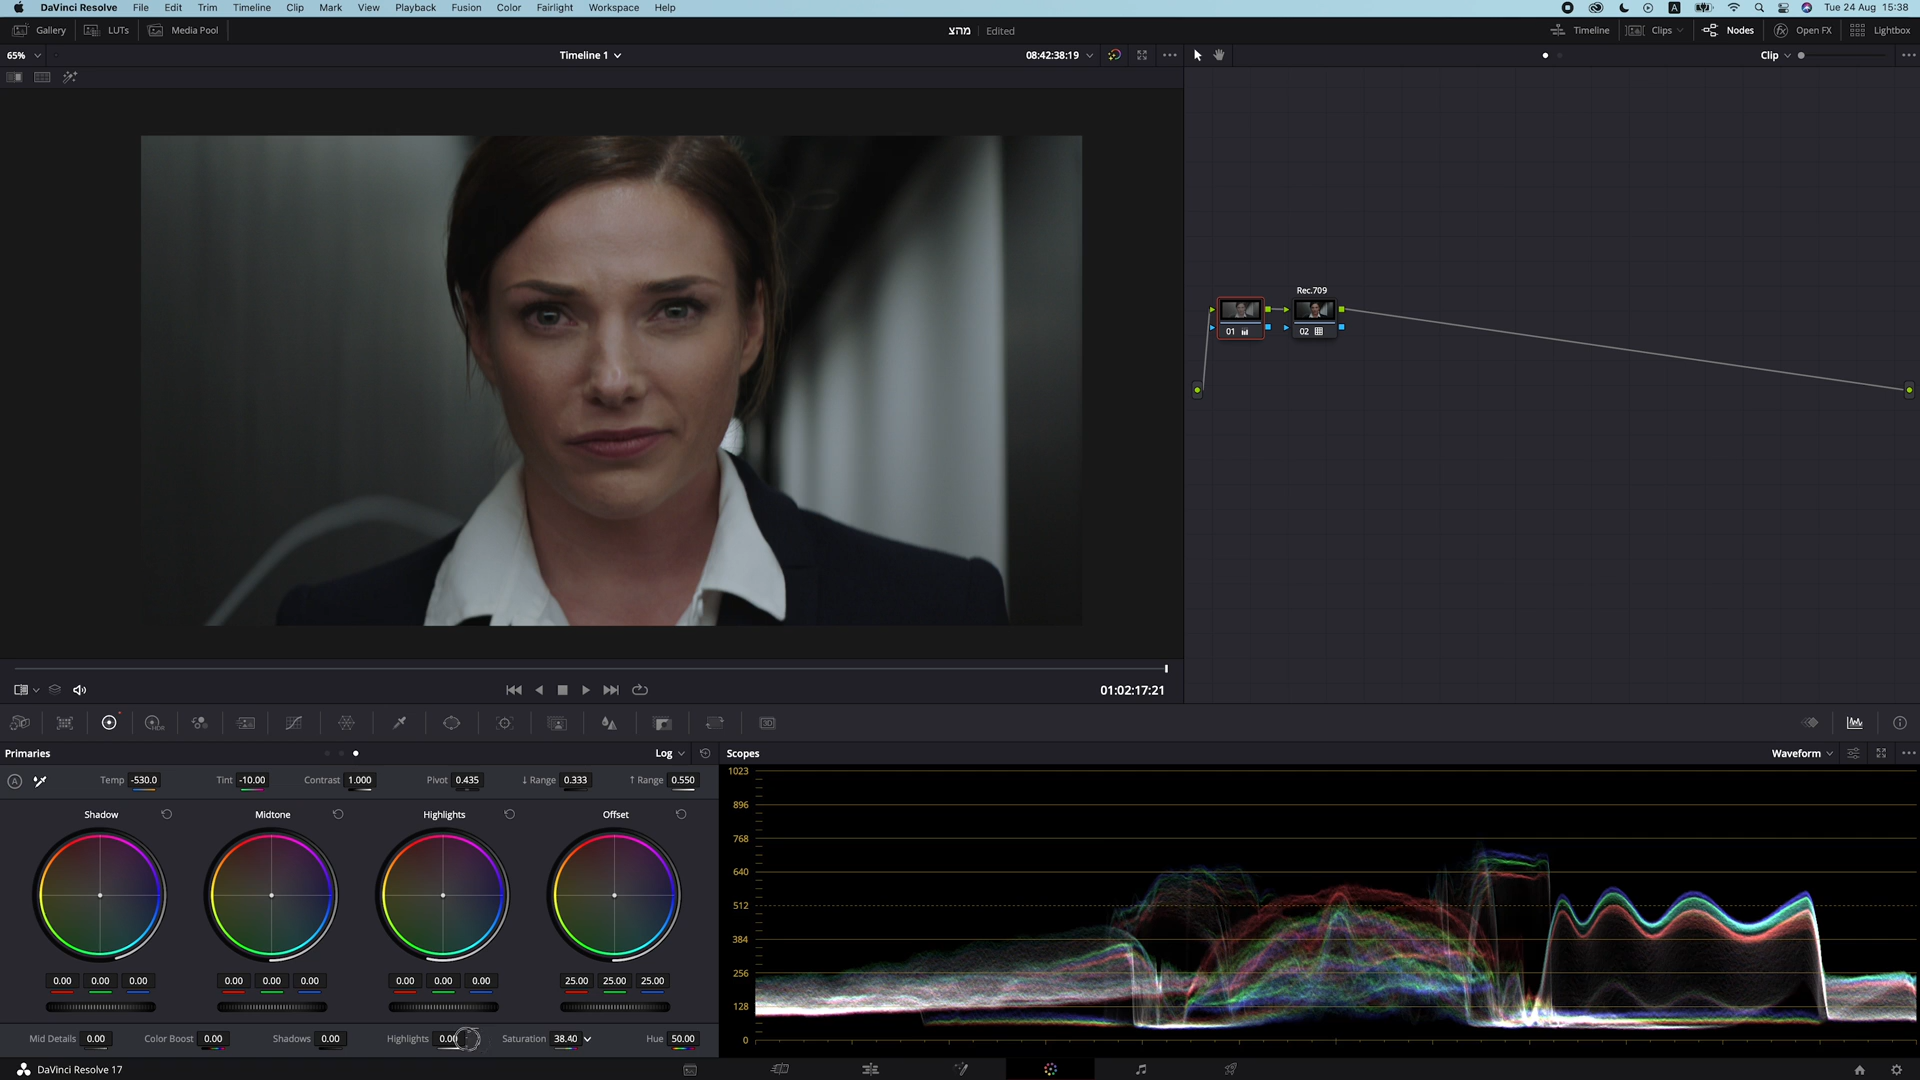 DaVinci Resolve File Edit Trim Timeline Clip Mark View Playback Fusion Color Fairlight Workspace Help A Tue 24 Aug 15:38
Gallery LUTs Media Pool מהצ Edited Timeline Clips Nodes Open FX Lightbox
65% Timeline 1 08:42:38:19 Clip
Rec.709
01 02
01:02:17:21
HDR 3D
Primaries Log Scopes Waveform
A Temp -530.0 Tint -10.00 Contrast 1.000 Pivot 0.435 ↓ Range 0.333 ↑ Range 0.550
Shadow Midtone Highlights Offset
0.00 0.00 0.00 0.00 0.00 0.00 0.00 0.00 0.00 25.00 25.00 25.00
Mid Details 0.00 Color Boost 0.00 Shadows 0.00 Highlights 0.00 Saturation 38.40 Hue 50.00
1023
896
768
640
512
384
256
128
0
DaVinci Resolve 17